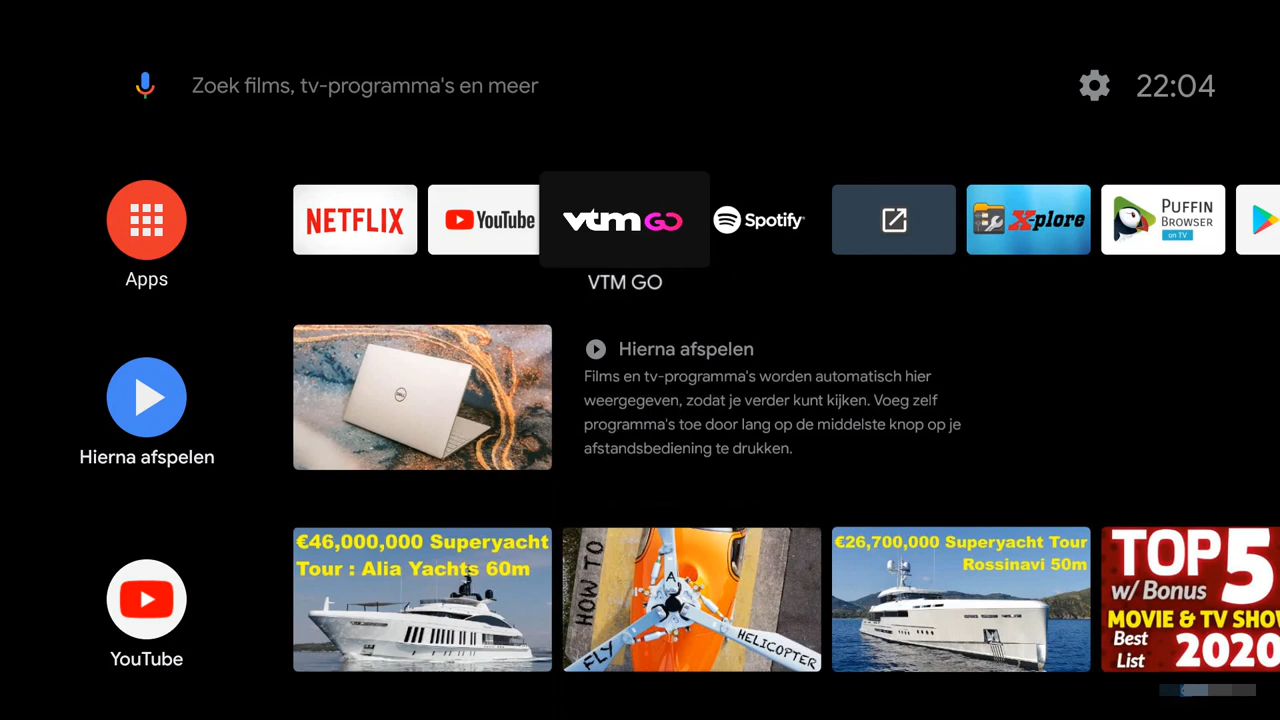 Zoek films, tv-programma's en meer
22:04
NETFLIX
YouTube
vtm GO
Spotify
X-plore
PUFFIN
BROWSER
on TV
Apps
VTM GO
DELL
Hierna afspelen
Films en tv-programma's worden automatisch hier
weergegeven, zodat je verder kunt kijken. Voeg zelf
programma's toe door lang op de middelste knop op je
afstandsbediening te drukken.
Hierna afspelen
€46,000,000 Superyacht
Tour : Alia Yachts 60m
HOW TO
FLY
A
HELICOPTER
€26,700,000 Superyacht Tour
Rossinavi 50m
TOP 5
w/ Bonus
MOVIE & TV SHO
Best
List
2020
YouTube